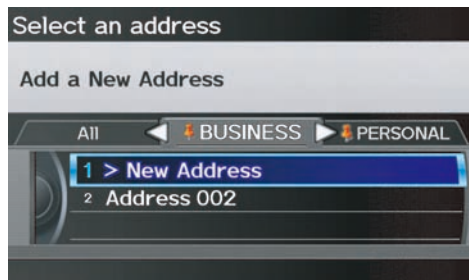 Select an address
Add a New Address
All BUSINESS PERSONAL
1 > New Address
2 Address 002